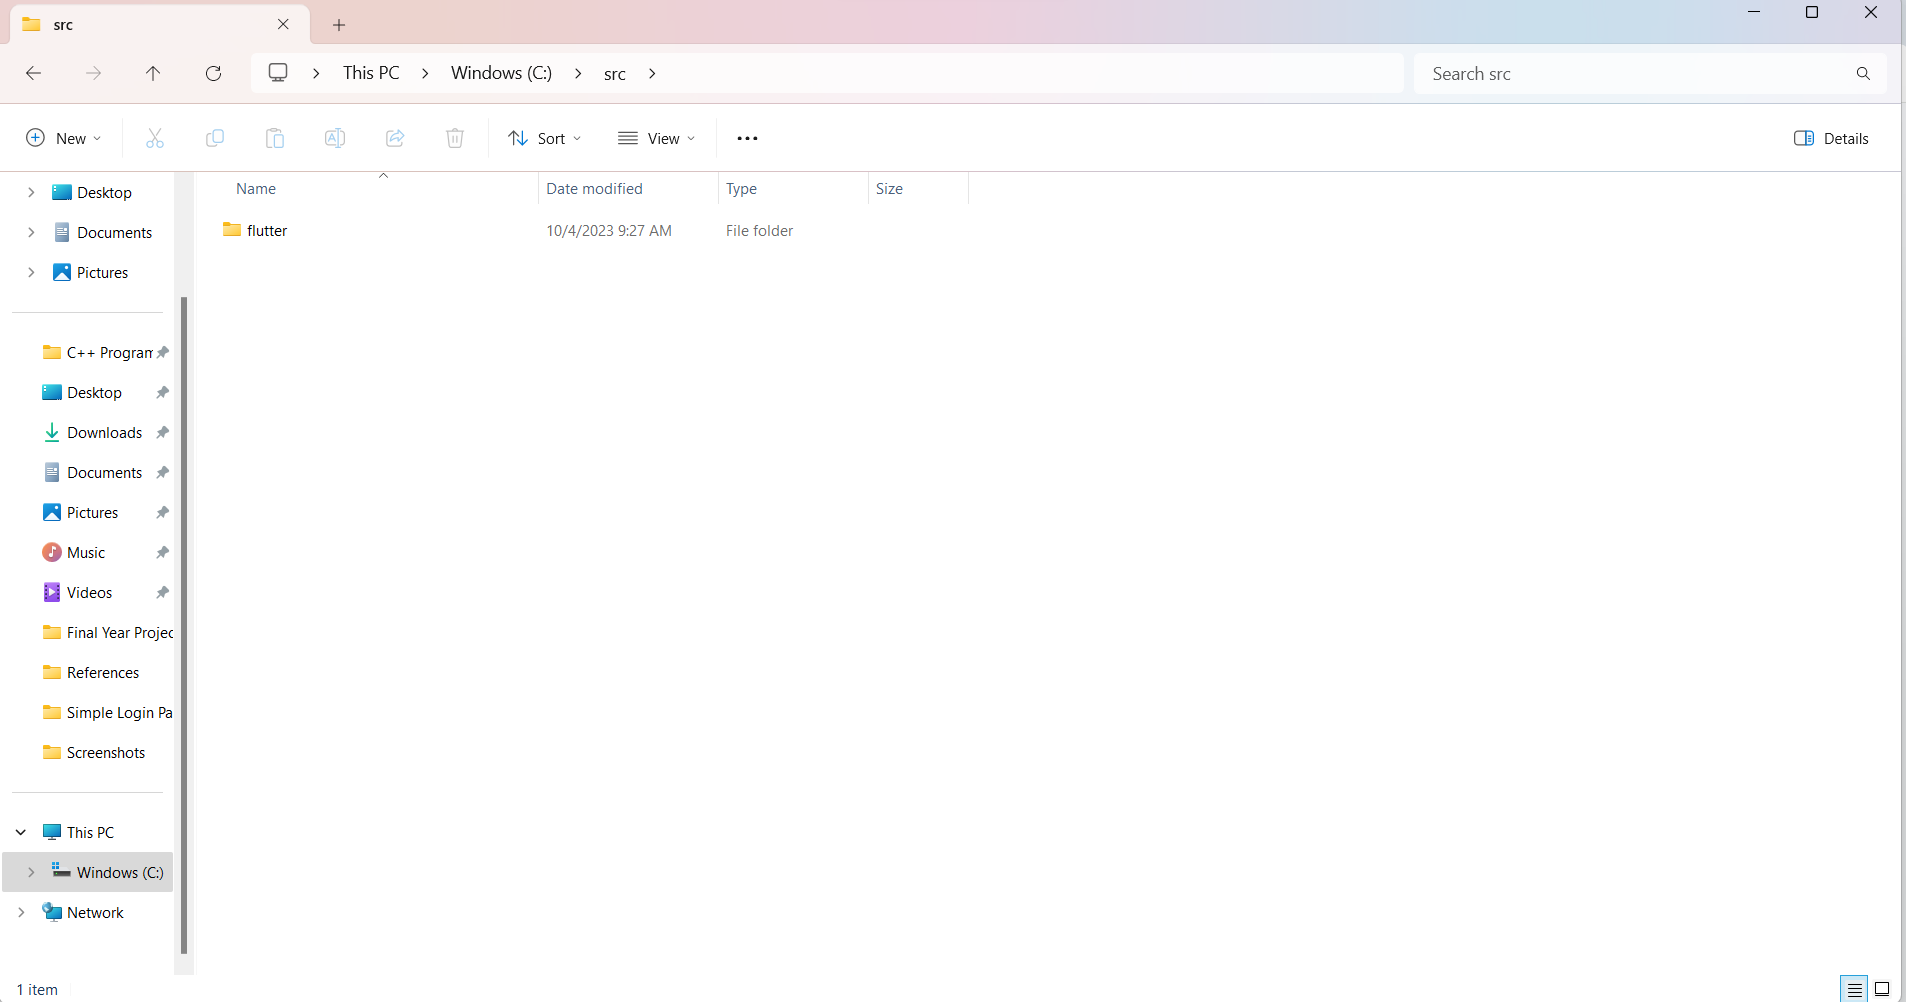 src
This PC > Windows (C:) > src >
Search src
New
Sort
View
Details
Desktop
Documents
Pictures
C++ Program
Desktop
Downloads
Documents
Pictures
Music
Videos
Final Year Projec
References
Simple Login Pa
Screenshots
This PC
Windows (C:)
Network
Name Date modified Type Size
flutter 10/4/2023 9:27 AM File folder
1 item